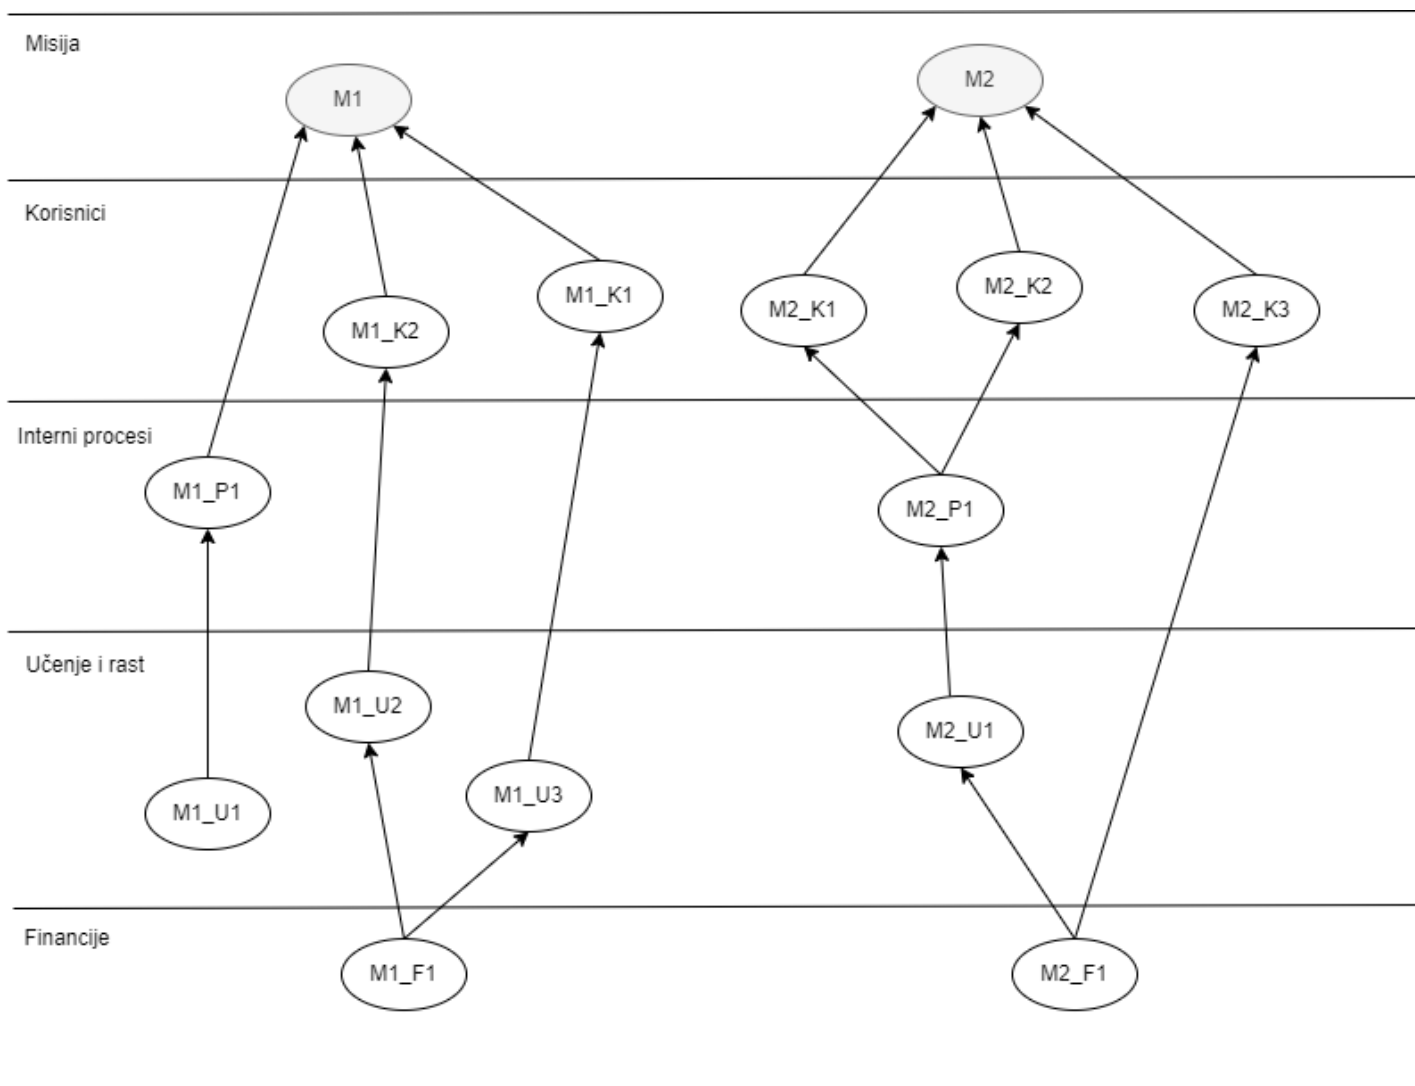 Misija
M1
M2
Korisnici
M1_K1
M1_K2
M2_K1
M2_K2
M2_K3
Interni procesi
M1_P1
M2_P1
Učenje i rast
M1_U2
M2_U1
M1_U3
M1_U1
Financije
M1_F1
M2_F1